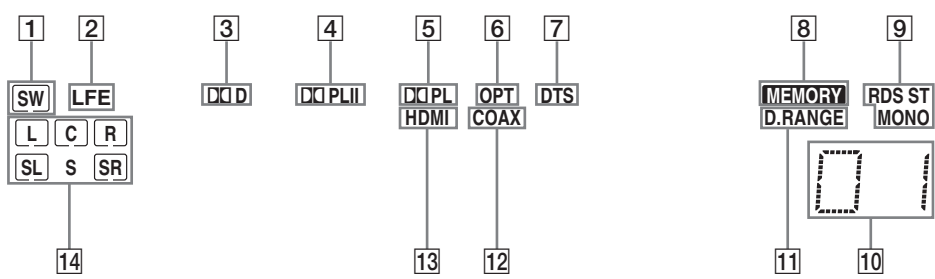 1 2 3 4 5 6 7 8 9
SW LFE D PLII PL OPT DTS MEMORY RDS ST
HDMI COAX D.RANGE MONO
L C R
SL S SR
01
14 13 12 11 10